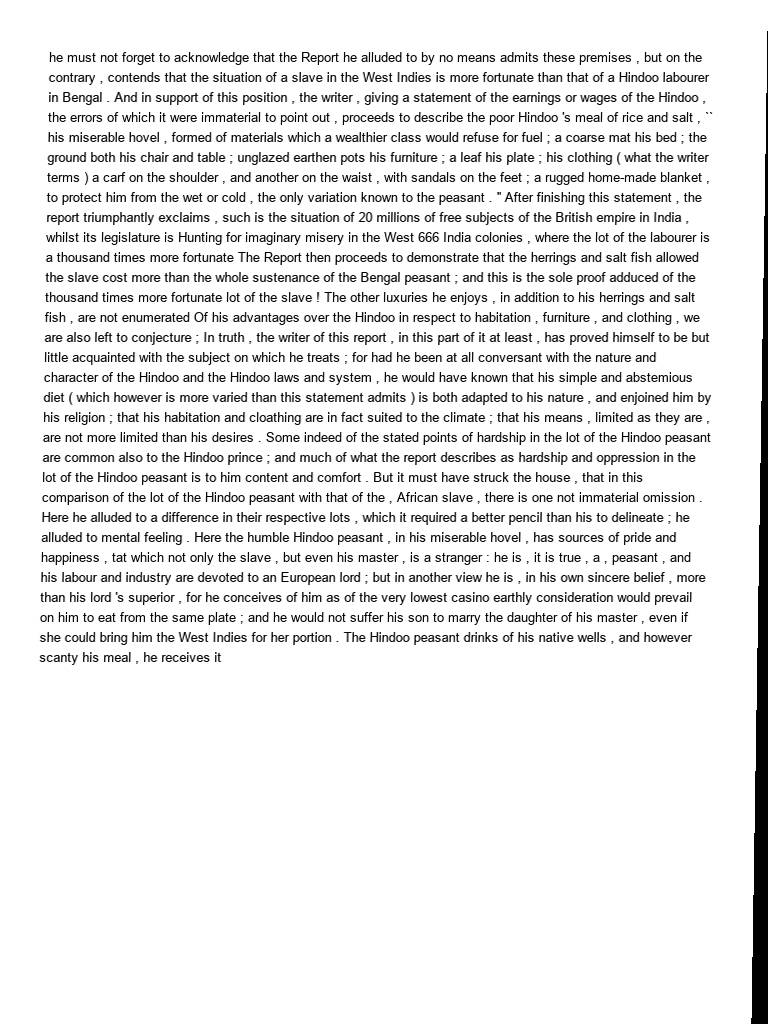 he must not forget to acknowledge that the Report he alluded to by no means admits these premises , but on the
contrary , contends that the situation of a slave in the West Indies is more fortunate than that of a Hindoo labourer
in Bengal . And in support of this position , the writer , giving a statement of the earnings or wages of the Hindoo ,
the errors of which it were immaterial to point out , proceeds to describe the poor Hindoo 's meal of rice and salt , ``
his miserable hovel , formed of materials which a wealthier class would refuse for fuel ; a coarse mat his bed ; the
ground both his chair and table ; unglazed earthen pots his furniture ; a leaf his plate ; his clothing ( what the writer
terms ) a carf on the shoulder , and another on the waist , with sandals on the feet ; a rugged home-made blanket ,
to protect him from the wet or cold , the only variation known to the peasant . " After finishing this statement , the
report triumphantly exclaims , such is the situation of 20 millions of free subjects of the British empire in India ,
whilst its legislature is Hunting for imaginary misery in the West 666 India colonies , where the lot of the labourer is
a thousand times more fortunate The Report then proceeds to demonstrate that the herrings and salt fish allowed
the slave cost more than the whole sustenance of the Bengal peasant ; and this is the sole proof adduced of the
thousand times more fortunate lot of the slave ! The other luxuries he enjoys , in addition to his herrings and salt
fish , are not enumerated Of his advantages over the Hindoo in respect to habitation , furniture , and clothing , we
are also left to conjecture ; In truth , the writer of this report , in this part of it at least , has proved himself to be but
little acquainted with the subject on which he treats ; for had he been at all conversant with the nature and
character of the Hindoo and the Hindoo laws and system , he would have known that his simple and abstemious
diet ( which however is more varied than this statement admits ) is both adapted to his nature , and enjoined him by
his religion ; that his habitation and cloathing are in fact suited to the climate ; that his means , limited as they are ,
are not more limited than his desires . Some indeed of the stated points of hardship in the lot of the Hindoo peasant
are common also to the Hindoo prince ; and much of what the report describes as hardship and oppression in the
lot of the Hindoo peasant is to him content and comfort . But it must have struck the house , that in this
comparison of the lot of the Hindoo peasant with that of the , African slave , there is one not immaterial omission .
Here he alluded to a difference in their respective lots , which it required a better pencil than his to delineate ; he
alluded to mental feeling . Here the humble Hindoo peasant , in his miserable hovel , has sources of pride and
happiness , tat which not only the slave , but even his master , is a stranger : he is , it is true , a , peasant , and
his labour and industry are devoted to an European lord ; but in another view he is , in his own sincere belief , more
than his lord 's superior , for he conceives of him as of the very lowest casino earthly consideration would prevail
on him to eat from the same plate ; and he would not suffer his son to marry the daughter of his master , even if
she could bring him the West Indies for her portion . The Hindoo peasant drinks of his native wells , and however
scanty his meal , he receives it